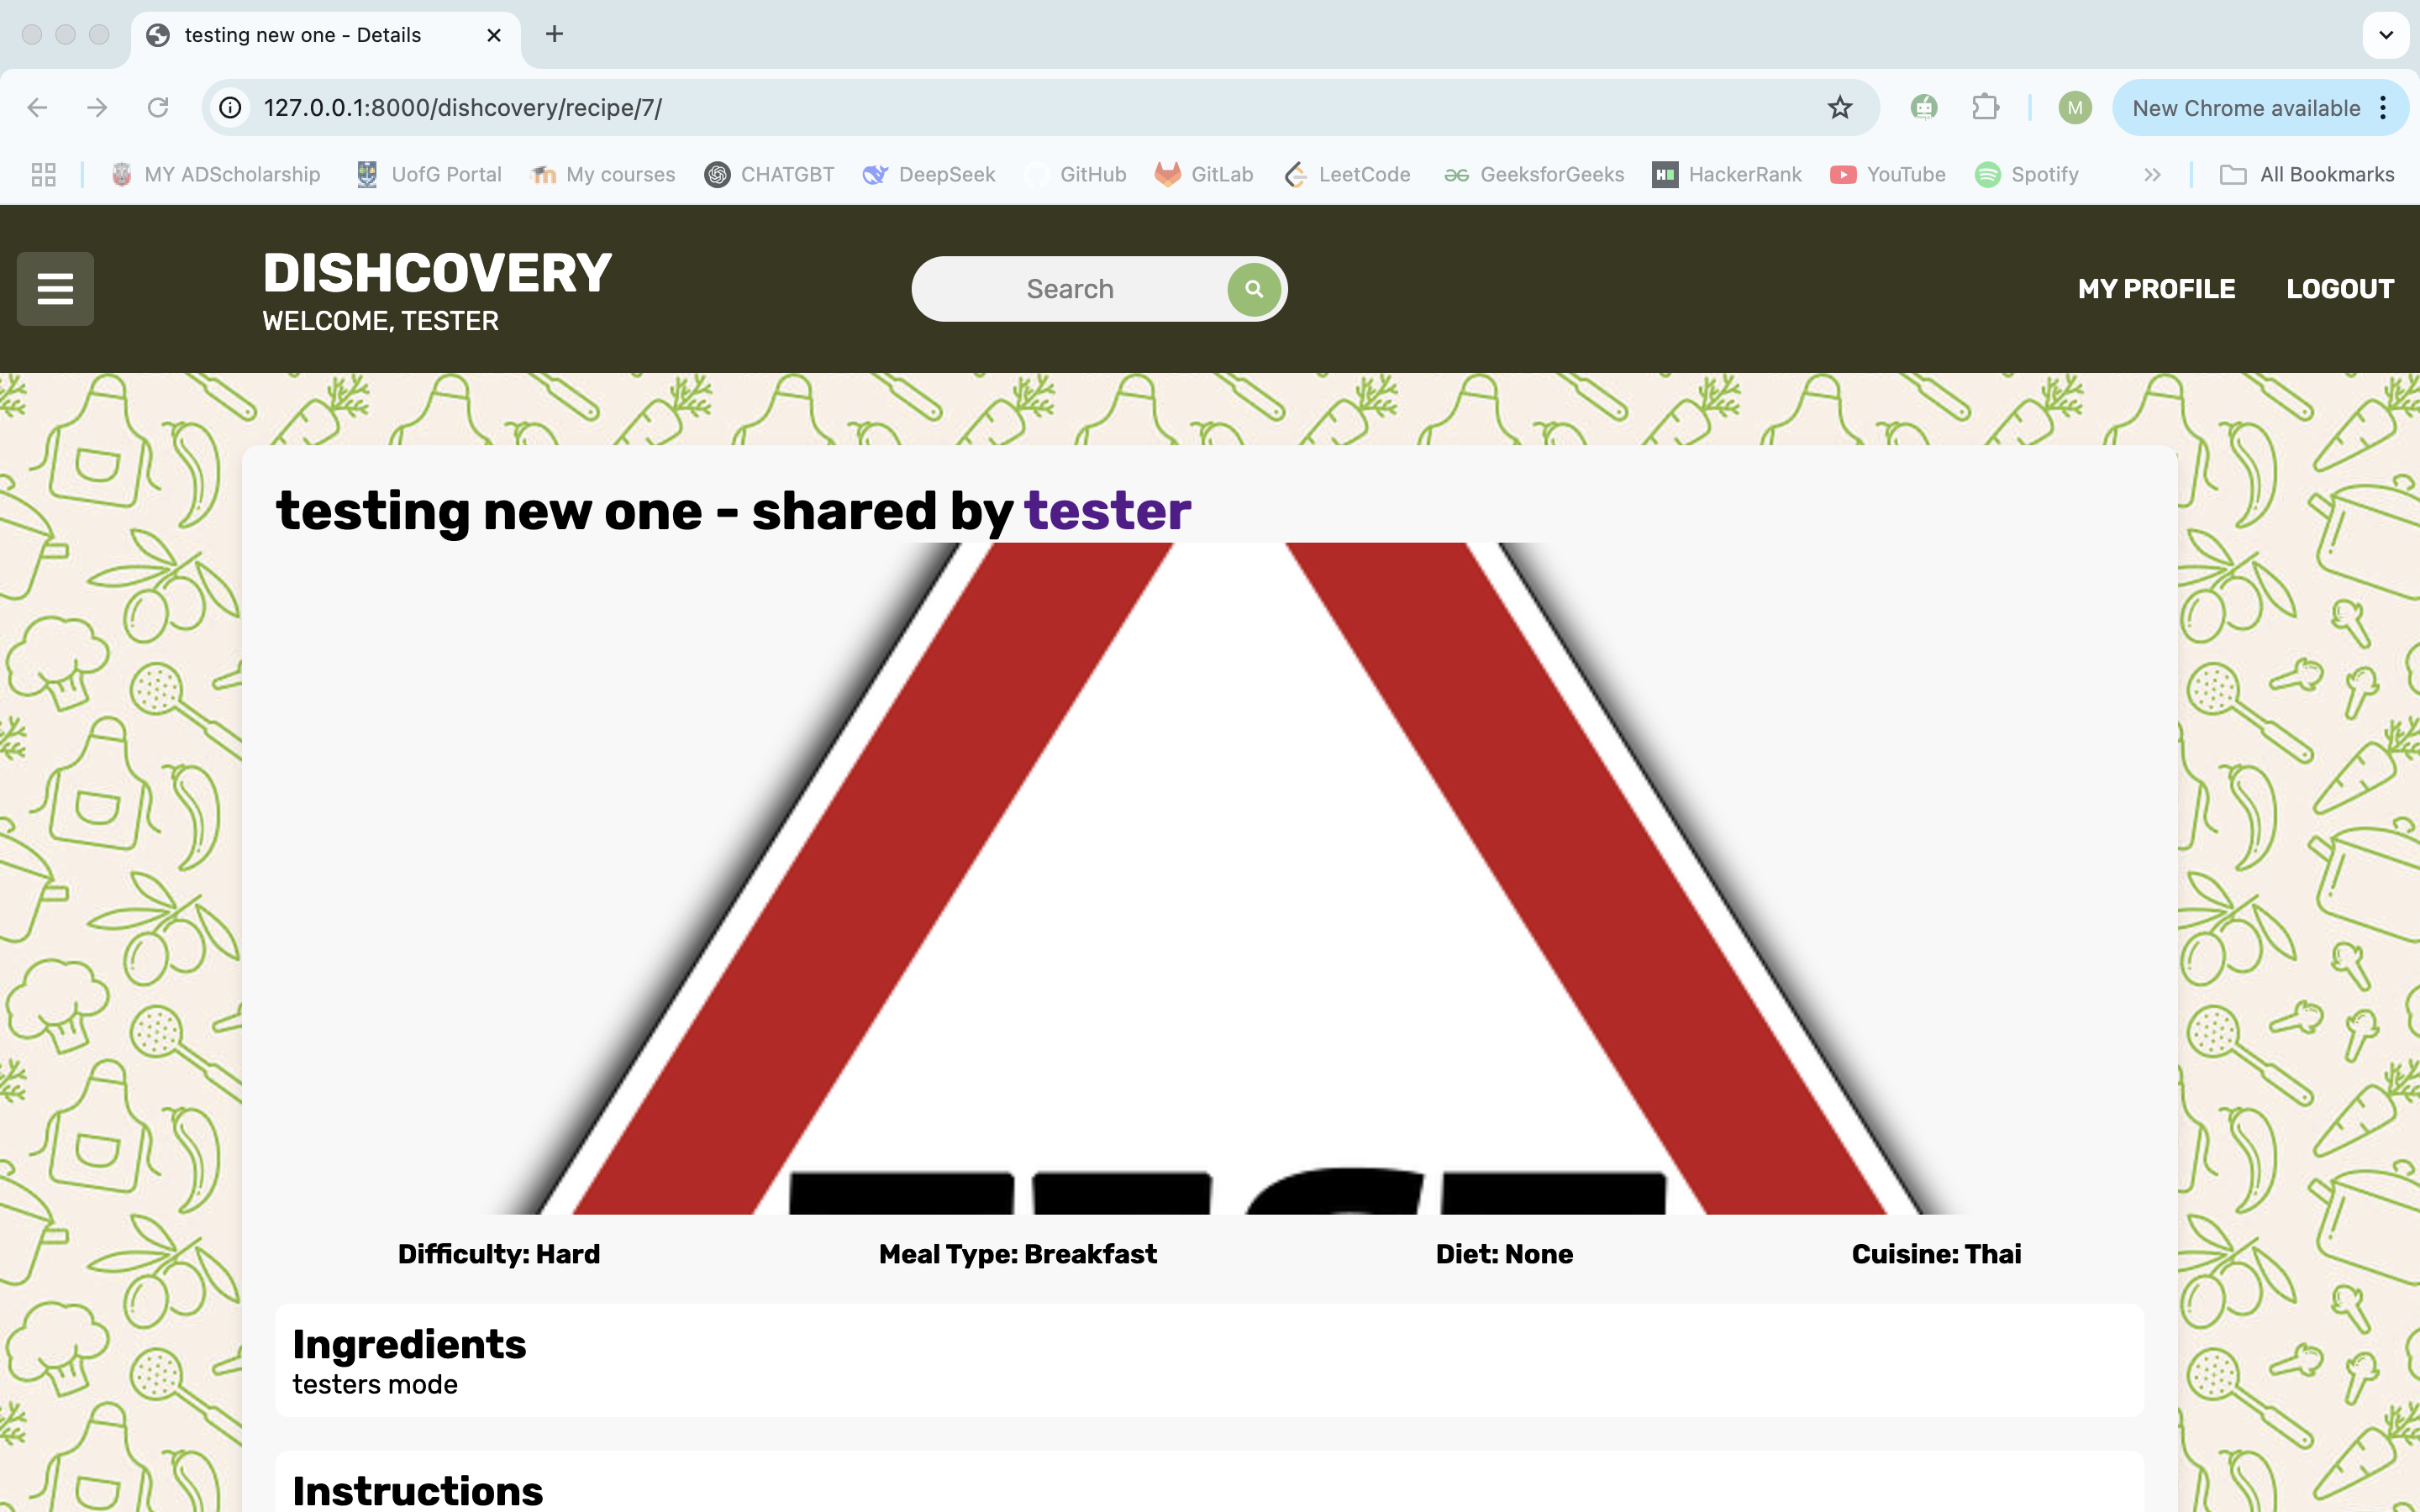 testing new one - Details
127.0.0.1:8000/dishcovery/recipe/7/
M
New Chrome available
MY ADScholarship
UofG Portal
My courses
CHATGBT
DeepSeek
GitHub
GitLab
LeetCode
GeeksforGeeks
HackerRank
YouTube
Spotify
All Bookmarks
DISHCOVERY
WELCOME, TESTER
Search
MY PROFILE
LOGOUT
testing new one - shared by tester
TEST
Difficulty: Hard
Meal Type: Breakfast
Diet: None
Cuisine: Thai
Ingredients
testers mode
Instructions